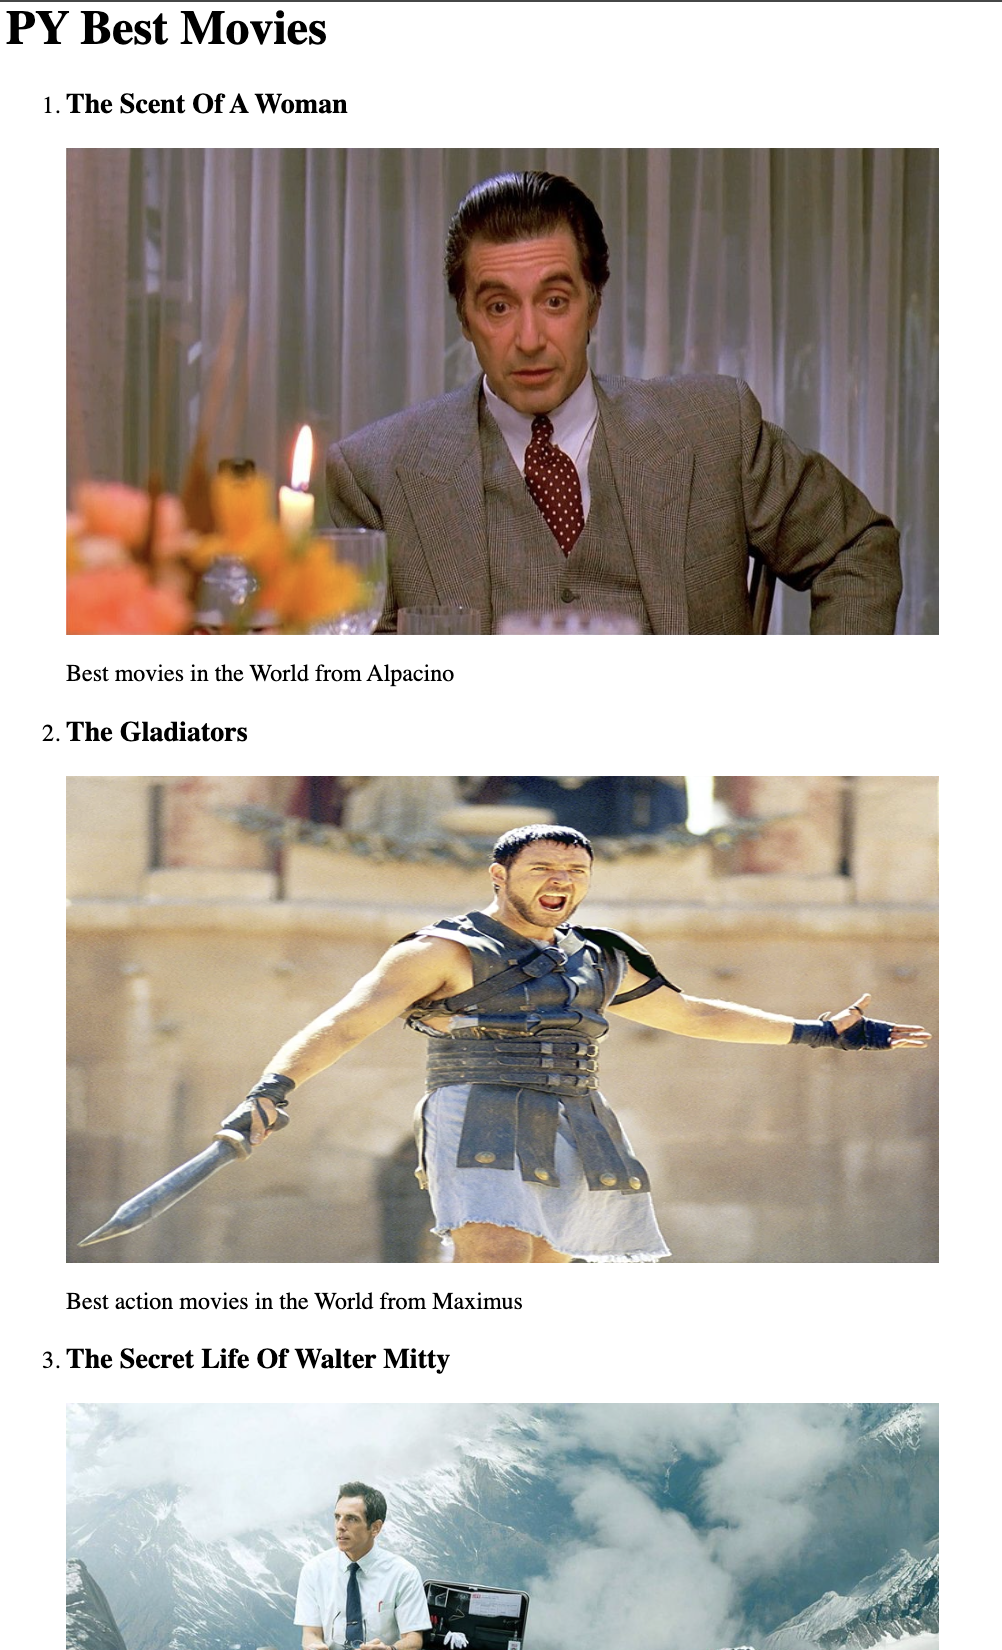 PY Best Movies
1. The Scent Of A Woman
Best movies in the World from Alpacino
2. The Gladiators
Best action movies in the World from Maximus
3. The Secret Life Of Walter Mitty